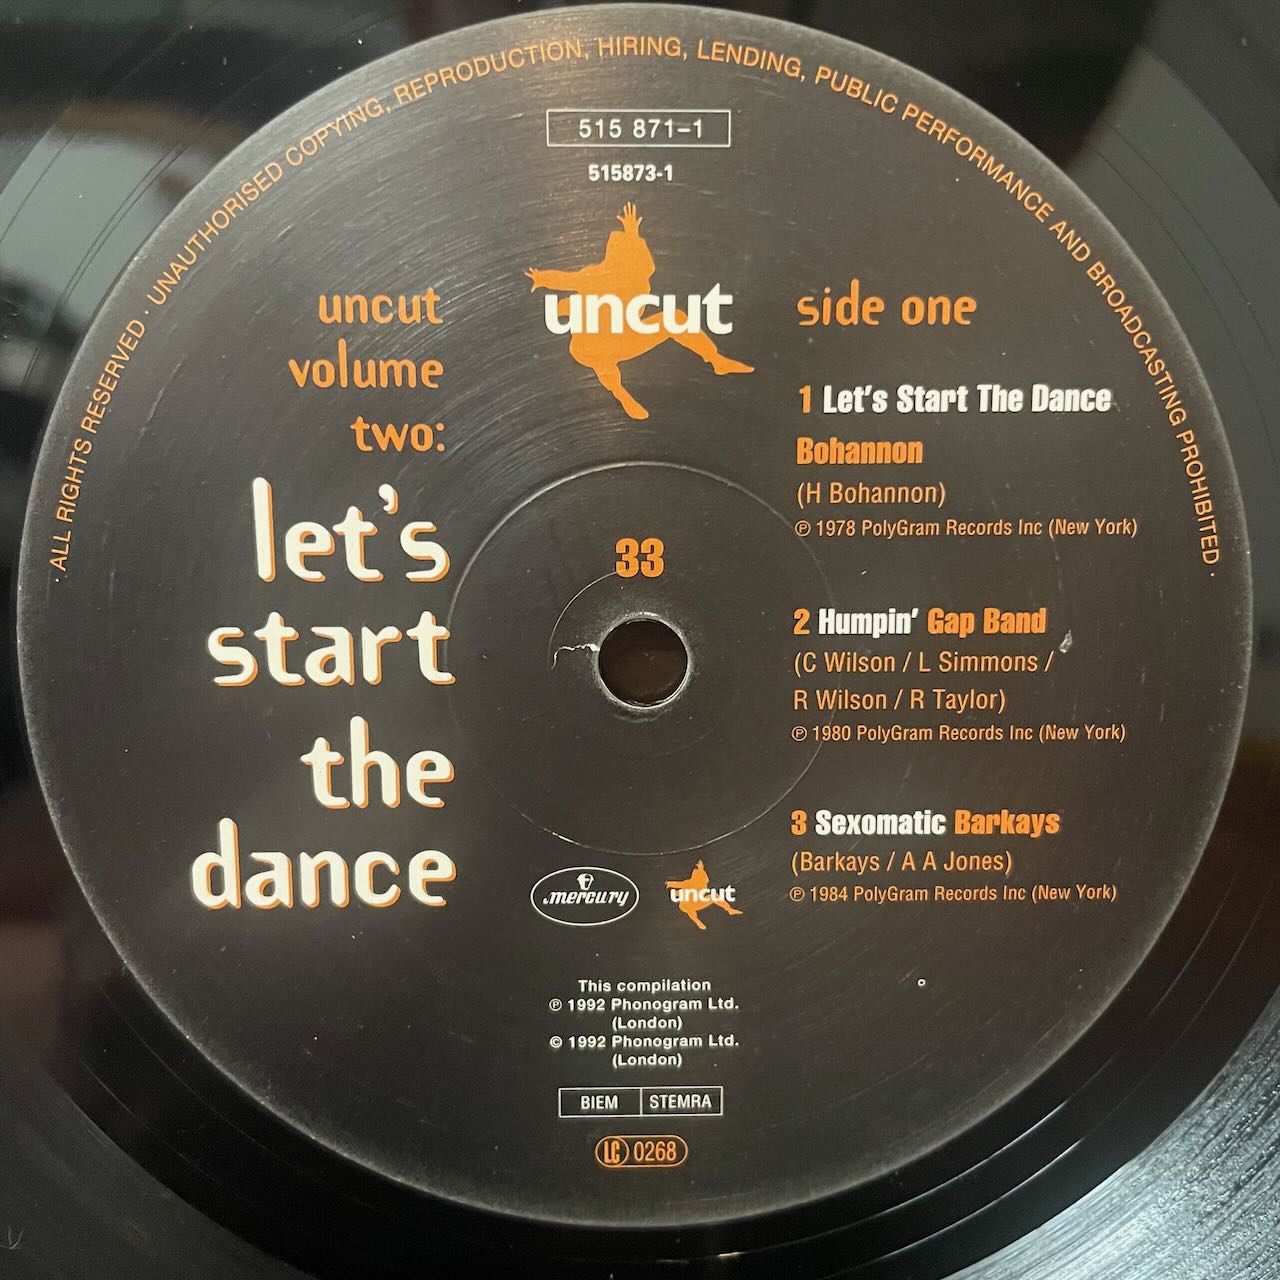 · ALL RIGHTS RESERVED · UNAUTHORISED COPYING, REPRODUCTION, HIRING, LENDING, PUBLIC PERFORMANCE AND BROADCASTING PROHIBITED ·
515 871-1
515873-1
uncut
uncut
volume
two:
let's
start
the
dance
33
side one
1 Let's Start The Dance
Bohannon
(H Bohannon)
℗ 1978 PolyGram Records Inc (New York)
2 Humpin' Gap Band
(C Wilson / L Simmons /
R Wilson / R Taylor)
℗ 1980 PolyGram Records Inc (New York)
3 Sexomatic Barkays
(Barkays / A A Jones)
℗ 1984 PolyGram Records Inc (New York)
mercury
uncut
This compilation
℗ 1992 Phonogram Ltd.
(London)
© 1992 Phonogram Ltd.
(London)
BIEM STEMRA
LC 0268